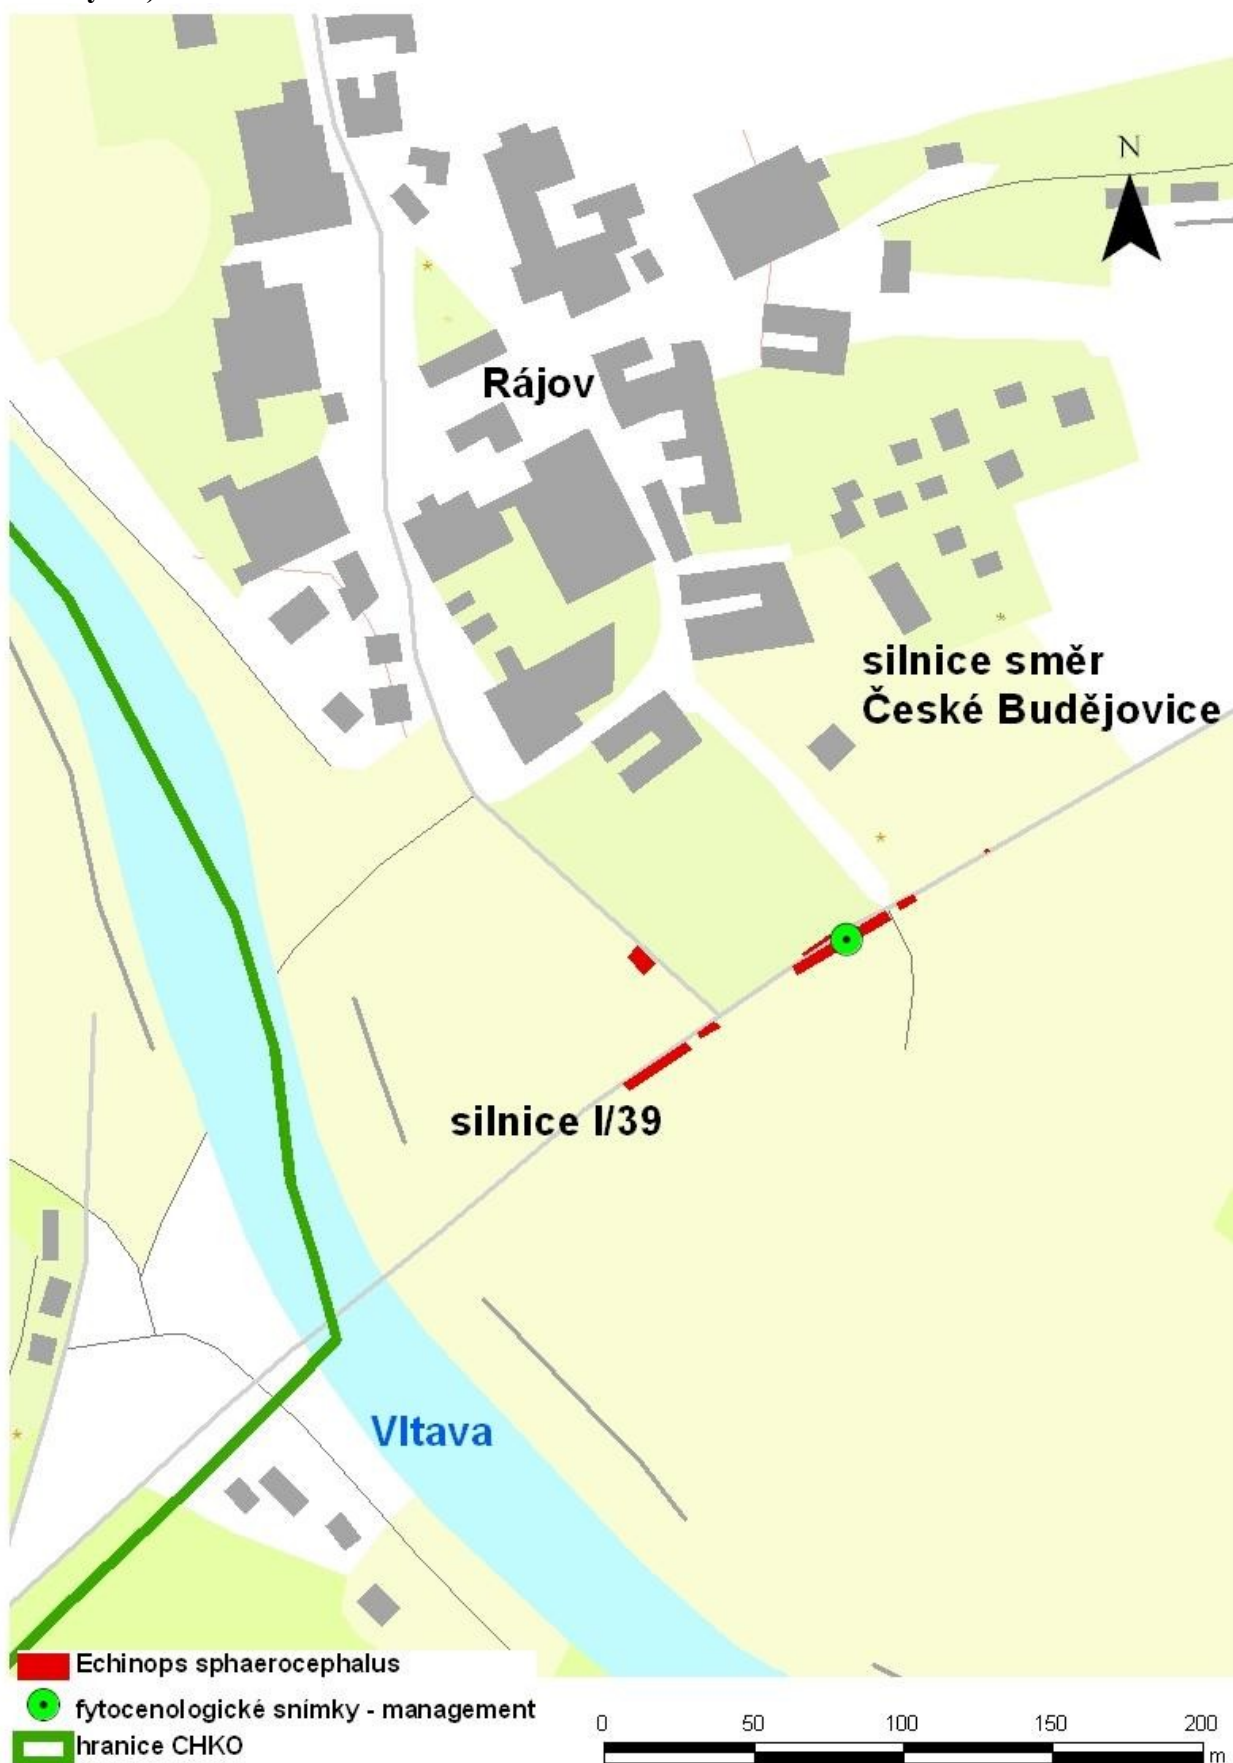 N
Rájov
silnice směr
České Budějovice
silnice I/39
Vltava
Echinops sphaerocephalus
fytocenologické snímky - management
hranice CHKO
0 50 100 150 200
m